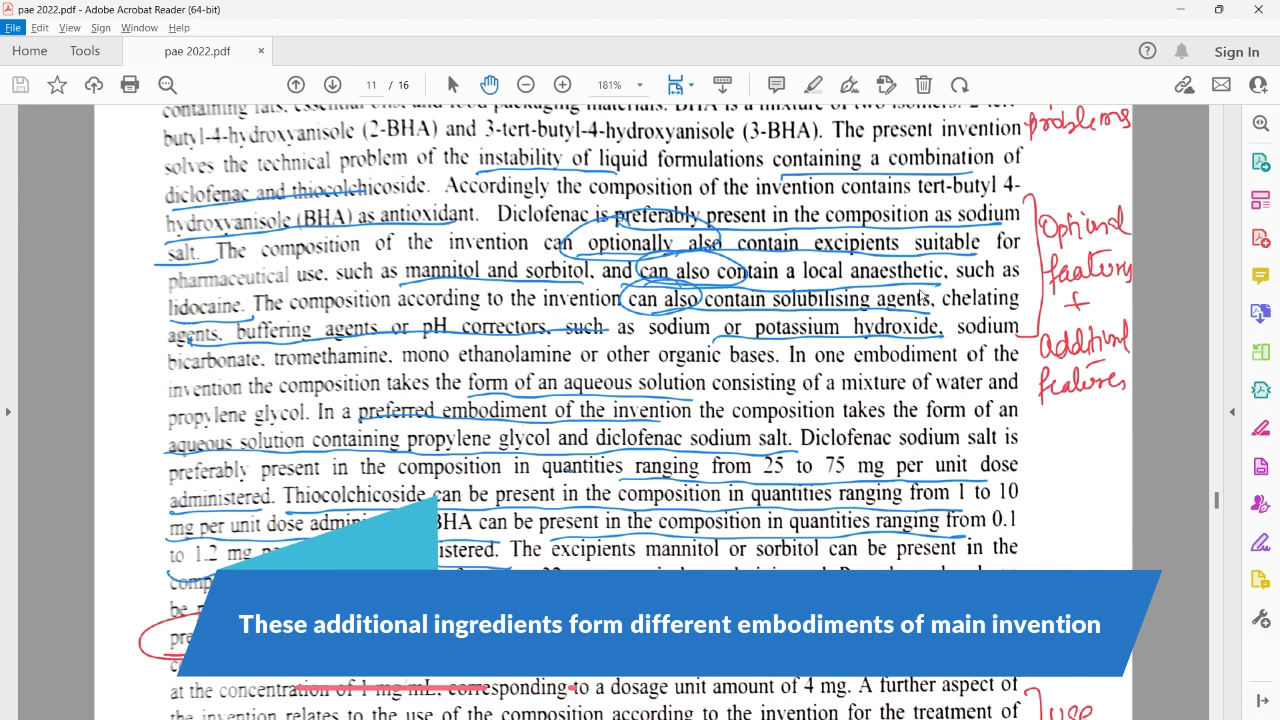 pae 2022.pdf - Adobe Acrobat Reader (64-bit)
File Edit View Sign Window Help
Home Tools pae 2022.pdf × Sign In
11 / 16 181%
butyl-4-hydroxyanisole (2-BHA) and 3-tert-butyl-4-hydroxyanisole (3-BHA). The present invention
problems
solves the technical problem of the instability of liquid formulations containing a combination of
diclofenac and thiocolchicoside. Accordingly the composition of the invention contains tert-butyl 4-
hydroxyanisole (BHA) as antioxidant. Diclofenac is preferably present in the composition as sodium
salt. The composition of the invention can optionally also contain excipients suitable for
pharmaceutical use, such as mannitol and sorbitol, and can also contain a local anaesthetic, such as
lidocaine. The composition according to the invention can also contain solubilising agents, chelating
agents, buffering agents or pH correctors, such as sodium or potassium hydroxide, sodium
bicarbonate, tromethamine, mono ethanolamine or other organic bases. In one embodiment of the
invention the composition takes the form of an aqueous solution consisting of a mixture of water and
propylene glycol. In a preferred embodiment of the invention the composition takes the form of an
aqueous solution containing propylene glycol and diclofenac sodium salt. Diclofenac sodium salt is
preferably present in the composition in quantities ranging from 25 to 75 mg per unit dose
administered. Thiocolchicoside can be present in the composition in quantities ranging from 1 to 10
mg per unit dose BHA can be present in the composition in quantities ranging from 0.1
to 1.2 mg The excipients mannitol or sorbitol can be present in the
Optional
features
+
additional
features
These additional ingredients form different embodiments of main invention
at the concentration of 1 mg/mL, corresponding to a dosage unit amount of 4 mg. A further aspect of
the invention relates to the use of the composition according to the invention for the treatment of
use